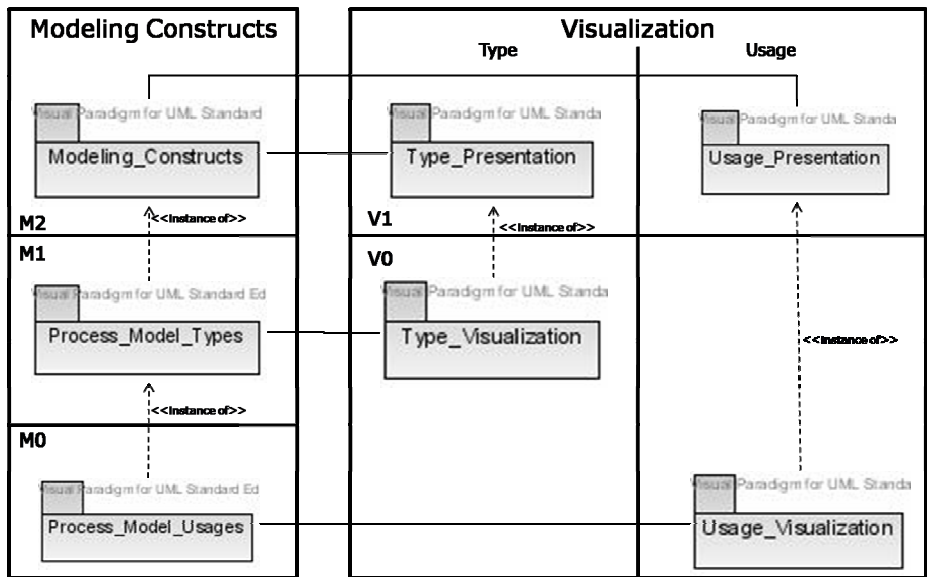 Modeling Constructs
Visualization
Type
Usage
Visual Paradigm for UML Standard
Modeling_Constructs
Visual Paradigm for UML Standa
Type_Presentation
Visual Paradigm for UML Standa
Usage_Presentation
<<Instance of>>
<<Instance of>>
M2
V1
M1
V0
Visual Paradigm for UML Standard Ed
Process_Model_Types
Visual Paradigm for UML Standa
Type_Visualization
<<Instance of>>
<<Instance of>>
M0
Visual Paradigm for UML Standard Ed
Process_Model_Usages
Visual Paradigm for UML Standa
Usage_Visualization